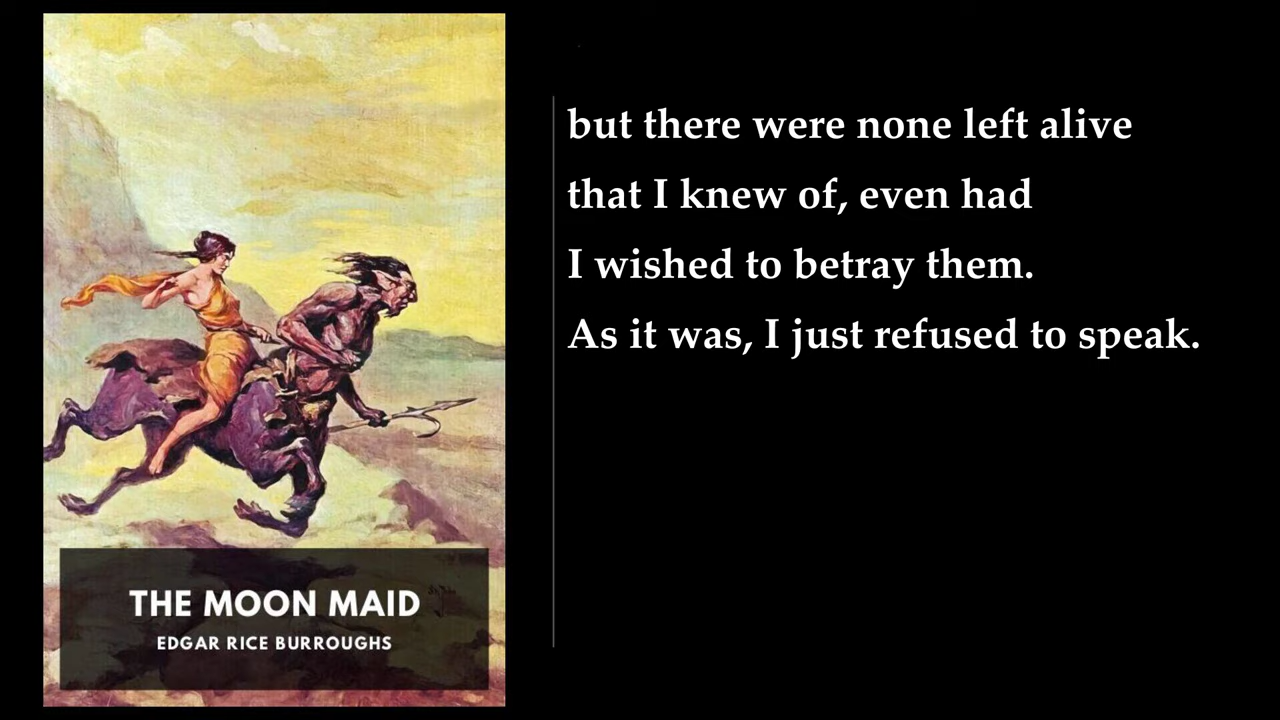 but there were none left alive
that I knew of, even had
I wished to betray them.
As it was, I just refused to speak.
THE MOON MAID
EDGAR RICE BURROUGHS